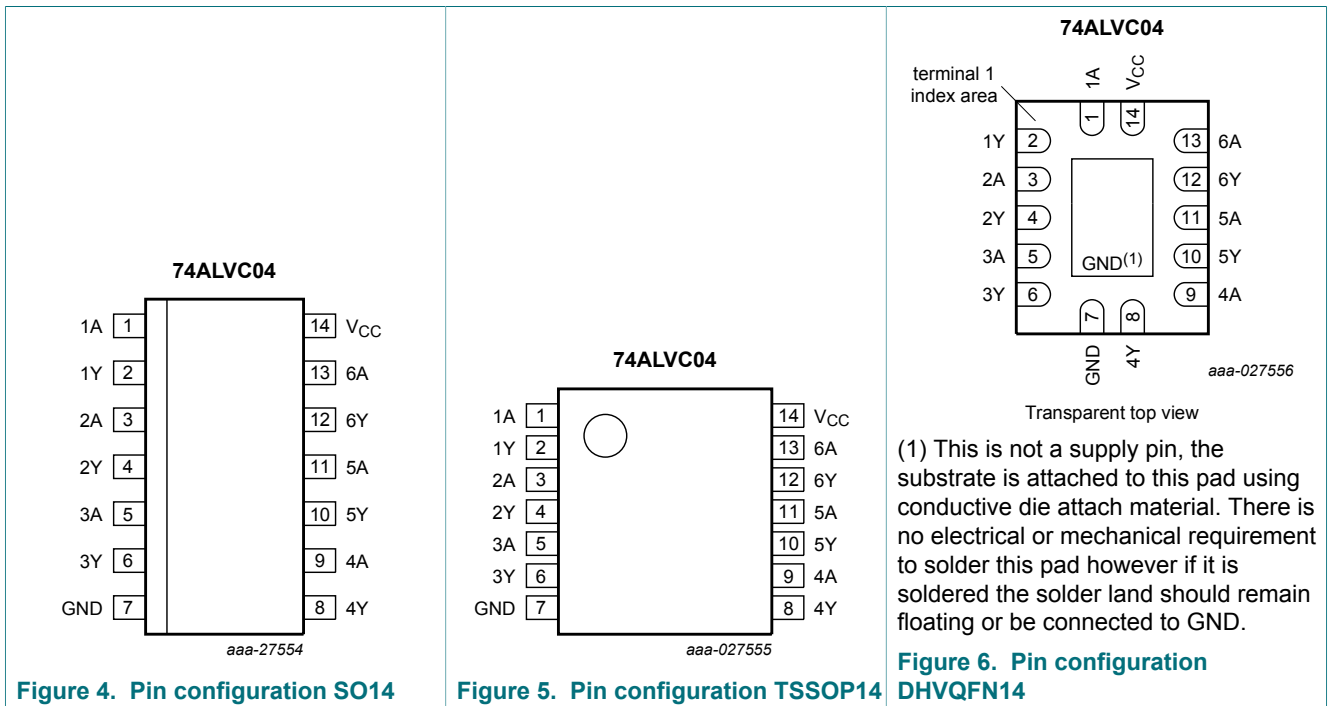 74ALVC04
1A 1 14 VCC
1Y 2 13 6A
2A 3 12 6Y
2Y 4 11 5A
3A 5 10 5Y
3Y 6 9 4A
GND 7 8 4Y
aaa-27554
Figure 4. Pin configuration SO14
74ALVC04
1A 1 14 VCC
1Y 2 13 6A
2A 3 12 6Y
2Y 4 11 5A
3A 5 10 5Y
3Y 6 9 4A
GND 7 8 4Y
aaa-027555
Figure 5. Pin configuration TSSOP14
74ALVC04
terminal 1
index area
1A VCC
1 14
1Y 2 13 6A
2A 3 12 6Y
2Y 4 11 5A
3A 5 10 5Y
GND(1)
3Y 6 9 4A
7 8
GND 4Y
aaa-027556
Transparent top view
(1) This is not a supply pin, the
substrate is attached to this pad using
conductive die attach material. There is
no electrical or mechanical requirement
to solder this pad however if it is
soldered the solder land should remain
floating or be connected to GND.
Figure 6. Pin configuration
DHVQFN14